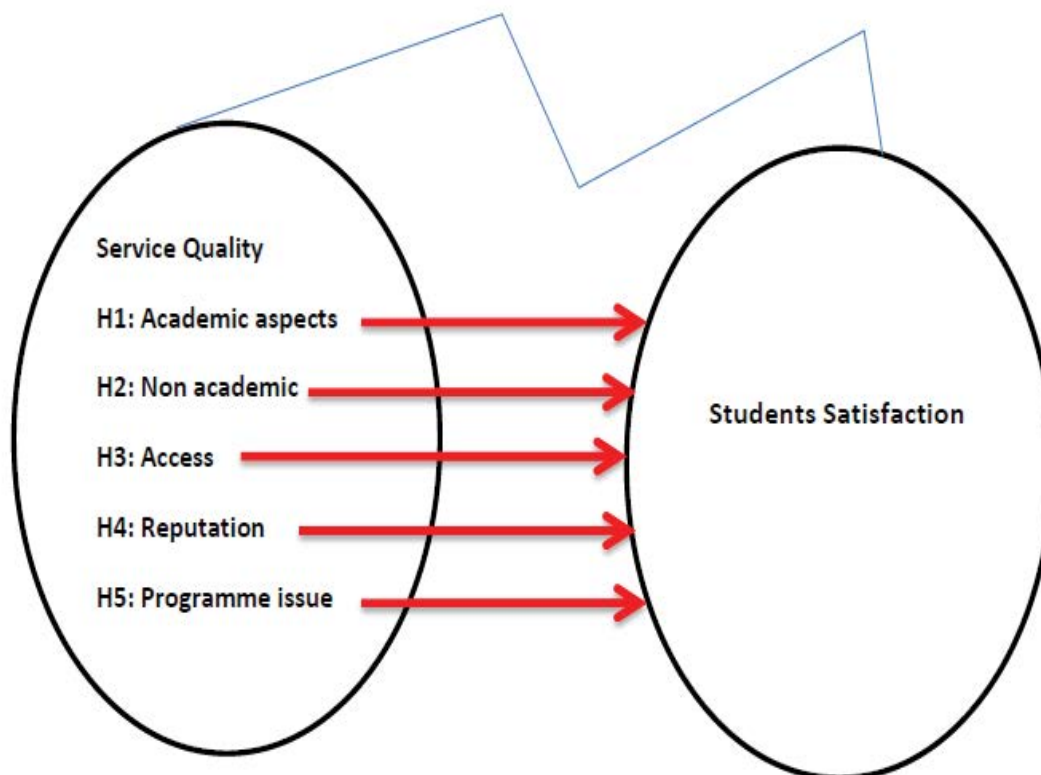 Service Quality
H1: Academic aspects
H2: Non academic
H3: Access
H4: Reputation
H5: Programme issue
Students Satisfaction